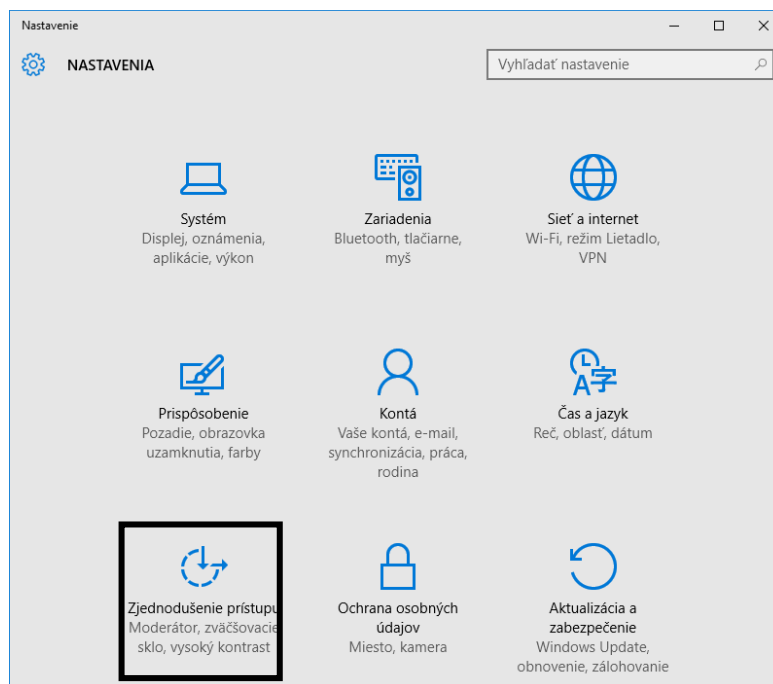 Nastavenie
NASTAVENIA
Vyhľadať nastavenie
Systém
Displej, oznámenia,
aplikácie, výkon
Zariadenia
Bluetooth, tlačiarne,
myš
Sieť a internet
Wi-Fi, režim Lietadlo,
VPN
Prispôsobenie
Pozadie, obrazovka
uzamknutia, farby
Kontá
Vaše kontá, e-mail,
synchronizácia, práca,
rodina
Čas a jazyk
Reč, oblasť, dátum
Zjednodušenie prístupu
Moderátor, zväčšovacie
sklo, vysoký kontrast
Ochrana osobných
údajov
Miesto, kamera
Aktualizácia a
zabezpečenie
Windows Update,
obnovenie, zálohovanie